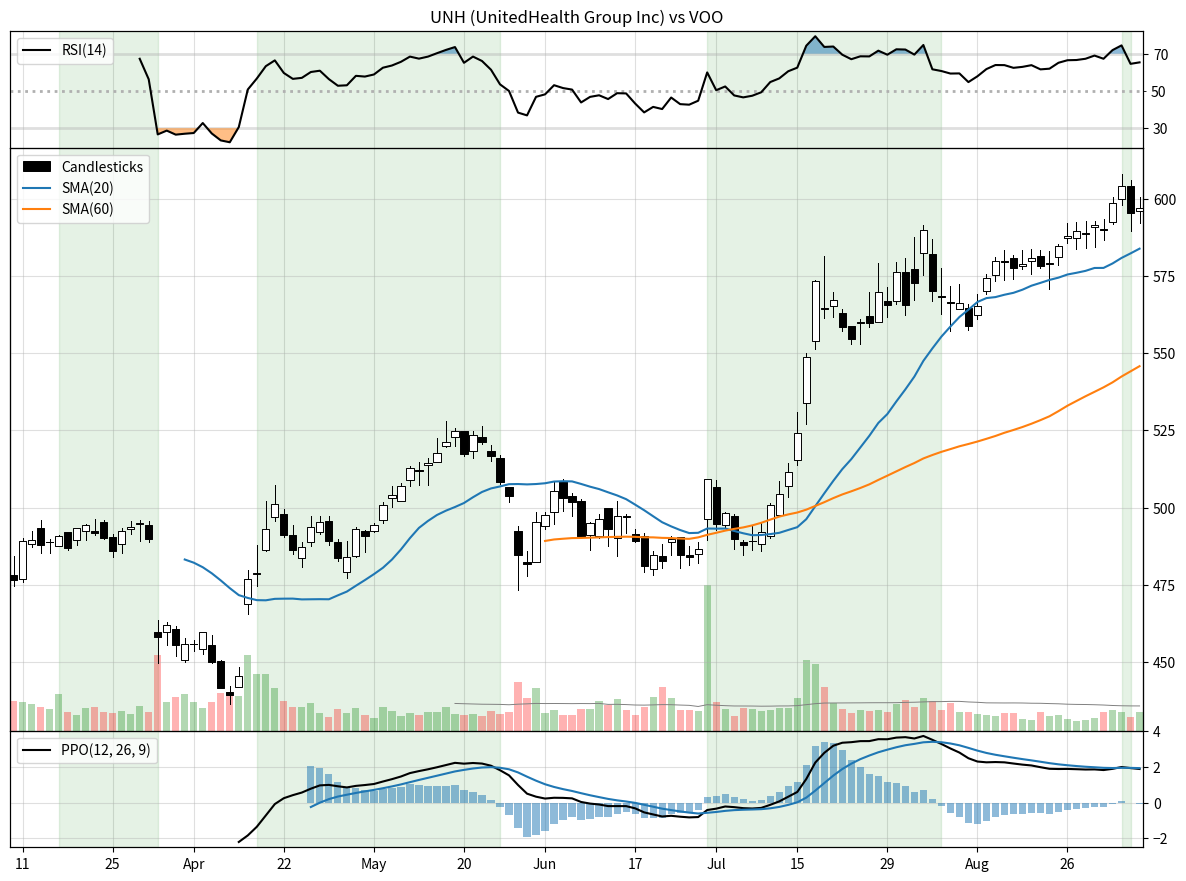 UNH (UnitedHealth Group Inc) vs VOO
RSI(14)
70
50
30
Candlesticks
SMA(20)
SMA(60)
600
575
550
525
500
475
450
PPO(12, 26, 9)
4
2
0
−2
11 25 Apr 22 May 20 Jun 17 Jul 15 29 Aug 26